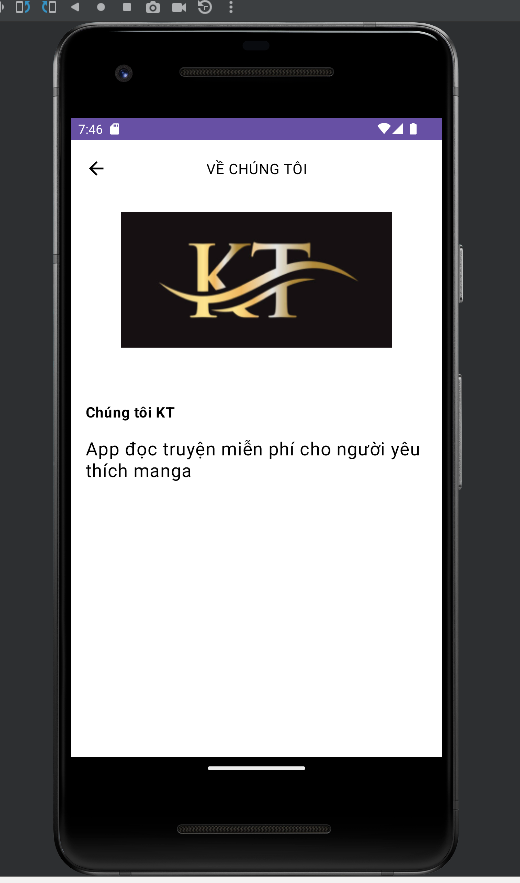 7:46
VỀ CHÚNG TÔI
KT
Chúng tôi KT
App đọc truyện miễn phí cho người yêu
thích manga